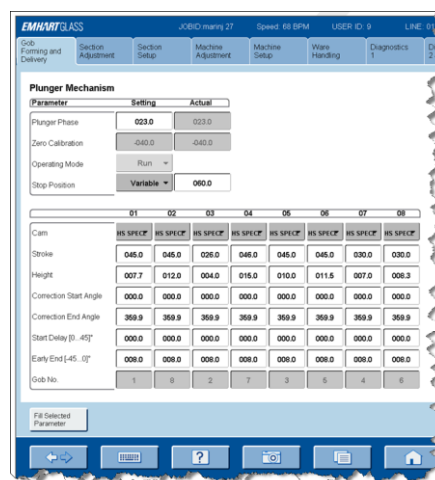 EMHARTGLASS JOBID:marinj 27 Speed: 68 BPM USER ID: 9 LINE: 01
Gob Forming and Delivery Section Adjustment Section Setup Machine Adjustment Machine Setup Ware Handling Diagnostics 1 2
Plunger Mechanism
Parameter Setting Actual
Plunger Phase 023.0 023.0
Zero Calibration -040.0 -040.0
Operating Mode Run
Stop Position Variable 060.0
01 02 03 04 05 06 07 08
Cam HS SPEC HS SPEC HS SPEC HS SPEC HS SPEC HS SPEC HS SPEC HS SPEC
Stroke 045.0 045.0 026.0 046.0 045.0 045.0 030.0 030.0
Height 007.7 012.0 004.0 015.0 010.0 011.5 007.0 008.3
Correction Start Angle 000.0 000.0 000.0 000.0 000.0 000.0 000.0 000.0
Correction End Angle 359.9 359.9 359.9 359.9 359.9 359.9 359.9 359.9
Start Delay [0...45]° 000.0 000.0 000.0 000.0 000.0 000.0 000.0 000.0
Early End [-45...0]° 008.0 008.0 008.0 008.0 008.0 008.0 008.0 008.0
Gob No. 1 8 2 7 3 5 4 6
Fill Selected
Parameter
?